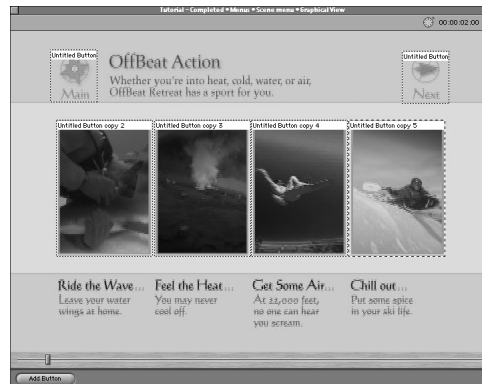 Tutorial - Completed • Menus • Scene menu • Graphical View
00:00:02:00
Untitled Button
Main
OffBeat Action
Whether you're into heat, cold, water, or air,
OffBeat Retreat has a sport for you.
Untitled Button
Next
Untitled Button copy 2
Untitled Button copy 3
Untitled Button copy 4
Untitled Button copy 5
Ride the Wave...
Leave your water
wings at home.
Feel the Heat...
You may never
cool off.
Get Some Air...
At 22,000 feet,
no one can hear
you scream.
Chill out...
Put some spice
in your ski life.
Add Button